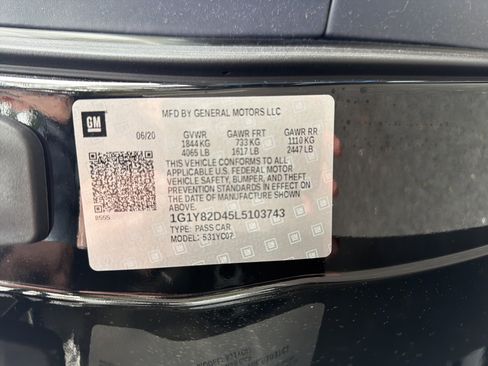 GM
MFD BY GENERAL MOTORS LLC
06/20 GVWR GAWR FRT GAWR RR
1844 KG 733 KG 1110 KG
4065 LB 1617 LB 2447 LB
THIS VEHICLE CONFORMS TO ALL
APPLICABLE U.S. FEDERAL MOTOR
VEHICLE SAFETY, BUMPER, AND THEFT
PREVENTION STANDARDS IN EFFECT ON
THE DATE OF MANUFACTURE SHOWN
ABOVE.
1G1Y82D45L5103743
TYPE: PASS CAR
MODEL: 531YC07